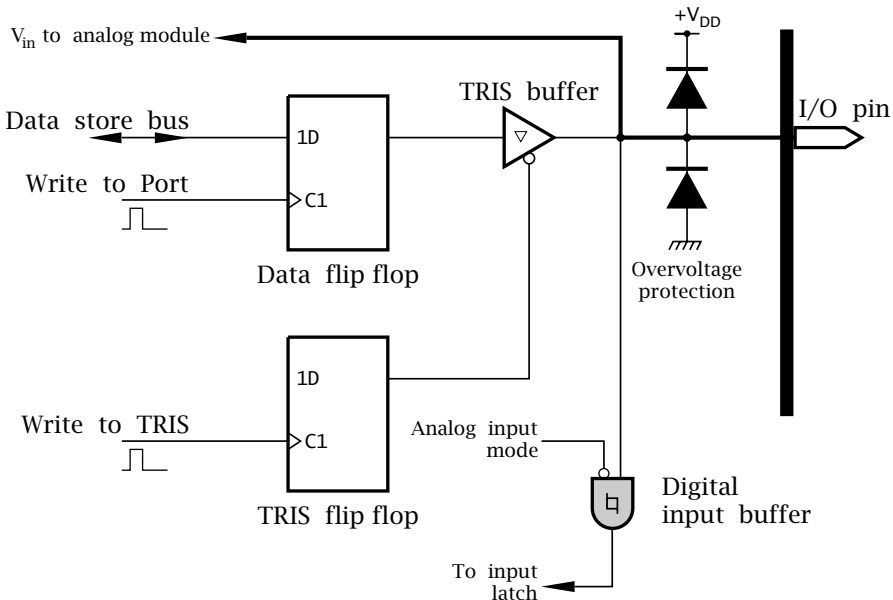 +V_DD
V_in to analog module
TRIS buffer
I/O pin
Data store bus
1D
Write to Port
C1
Data flip flop
Overvoltage
protection
1D
Write to TRIS
C1
TRIS flip flop
Analog input
mode
Digital
input buffer
To input
latch